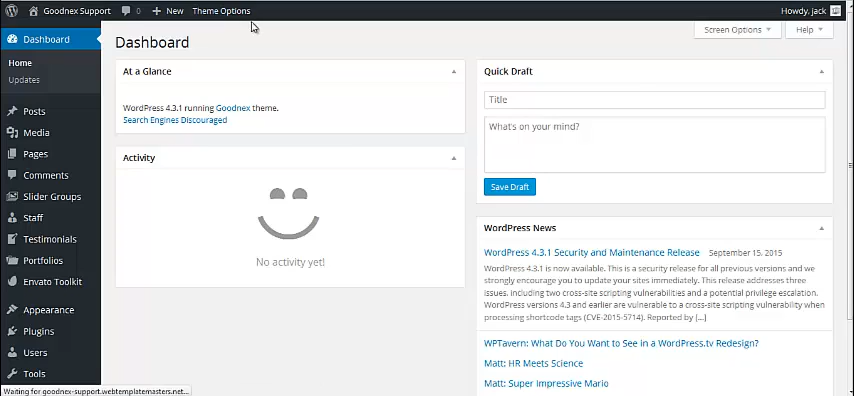 Goodnex Support 0 + New Theme Options Howdy, jack
Dashboard
Home
Updates
Posts
Media
Pages
Comments
Slider Groups
Staff
Testimonials
Portfolios
Envato Toolkit
Appearance
Plugins
Users
Tools
Waiting for goodnex-support.webtemplatemasters.net...
Screen Options Help
Dashboard
At a Glance
WordPress 4.3.1 running Goodnex theme.
Search Engines Discouraged
Activity
No activity yet!
Quick Draft
Title
What's on your mind?
Save Draft
WordPress News
WordPress 4.3.1 Security and Maintenance Release September 15, 2015
WordPress 4.3.1 is now available. This is a security release for all previous versions and we
strongly encourage you to update your sites immediately. This release addresses three
issues, including two cross-site scripting vulnerabilities and a potential privilege escalation.
WordPress versions 4.3 and earlier are vulnerable to a cross-site scripting vulnerability when
processing shortcode tags (CVE-2015-5714). Reported by [...]
WPTavern: What Do You Want to See in a WordPress.tv Redesign?
Matt: HR Meets Science
Matt: Super Impressive Mario